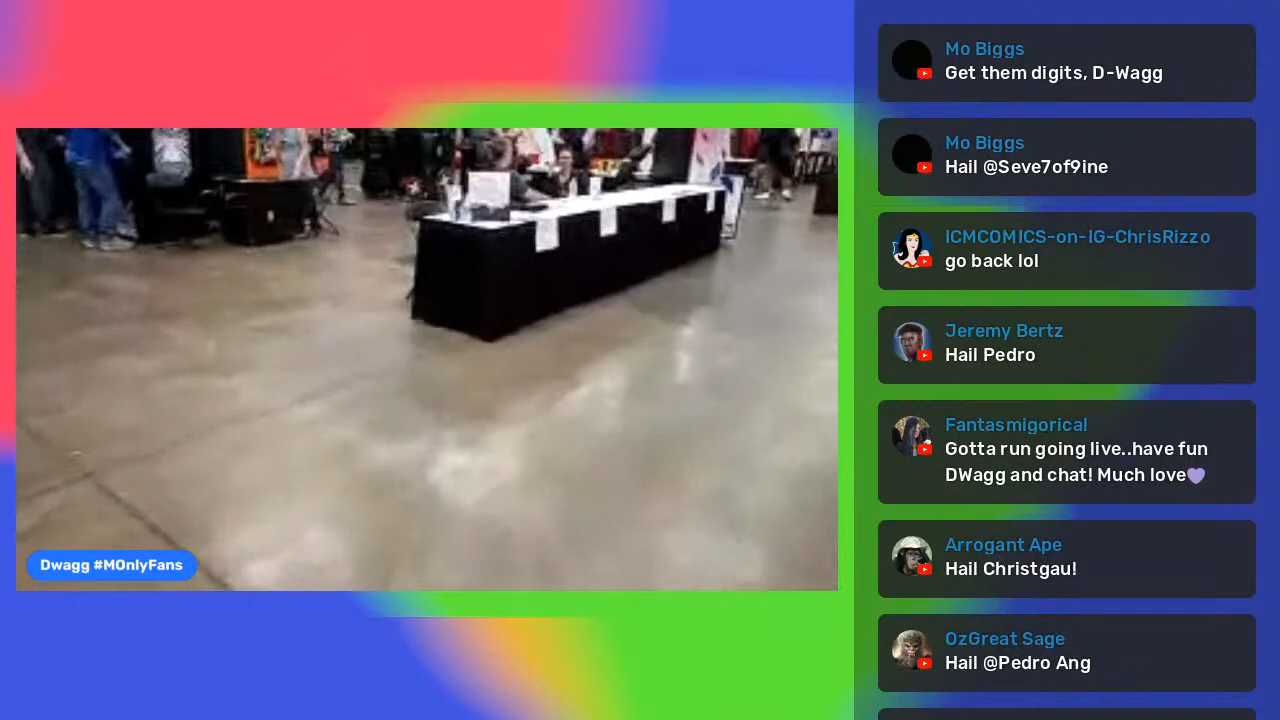 Dwagg #MOnlyFans
Mo Biggs
Get them digits, D-Wagg
Mo Biggs
Hail @Seve7of9ine
ICMCOMICS-on-IG-ChrisRizzo
go back lol
Jeremy Bertz
Hail Pedro
Fantasmigorical
Gotta run going live..have fun
DWagg and chat! Much love💜
Arrogant Ape
Hail Christgau!
OzGreat Sage
Hail @Pedro Ang